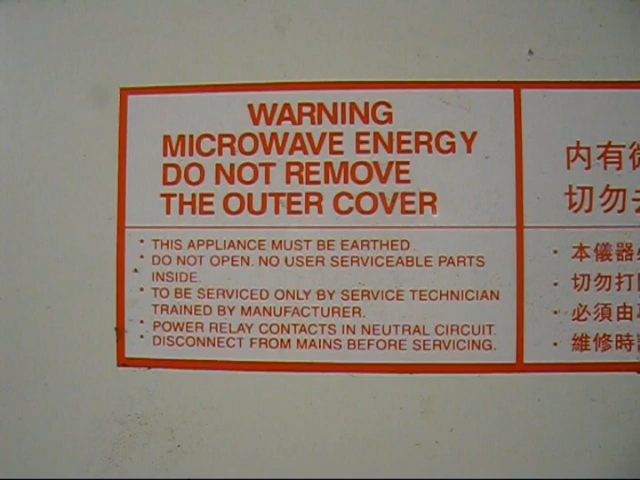 WARNING
MICROWAVE ENERGY
DO NOT REMOVE
THE OUTER COVER
• THIS APPLIANCE MUST BE EARTHED.
• DO NOT OPEN. NO USER SERVICEABLE PARTS
INSIDE.
• TO BE SERVICED ONLY BY SERVICE TECHNICIAN
TRAINED BY MANUFACTURER.
• POWER RELAY CONTACTS IN NEUTRAL CIRCUIT.
• DISCONNECT FROM MAINS BEFORE SERVICING.
内有
切勿
· 本儀器
· 切勿打
· 必須由
· 維修時